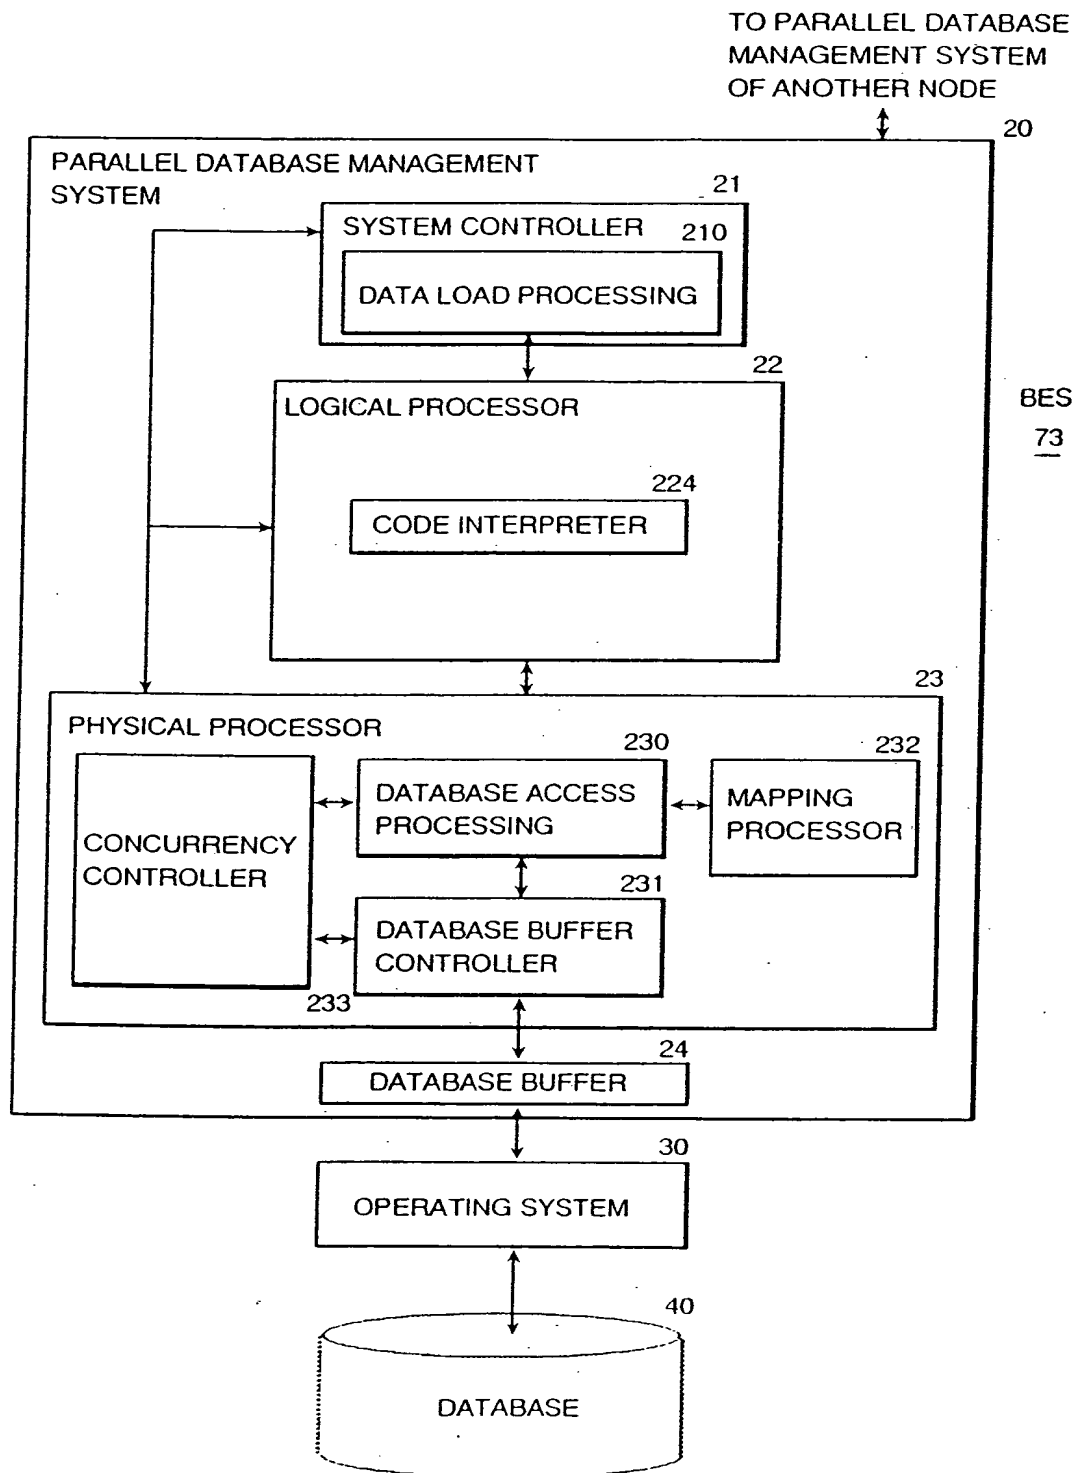 TO PARALLEL DATABASE
MANAGEMENT SYSTEM
OF ANOTHER NODE
20
PARALLEL DATABASE MANAGEMENT
SYSTEM
21
SYSTEM CONTROLLER
210
DATA LOAD PROCESSING
22
LOGICAL PROCESSOR
BES
73
224
CODE INTERPRETER
23
PHYSICAL PROCESSOR
230
232
DATABASE ACCESS
PROCESSING
MAPPING
PROCESSOR
CONCURRENCY
CONTROLLER
231
DATABASE BUFFER
CONTROLLER
233
24
DATABASE BUFFER
30
OPERATING SYSTEM
40
DATABASE